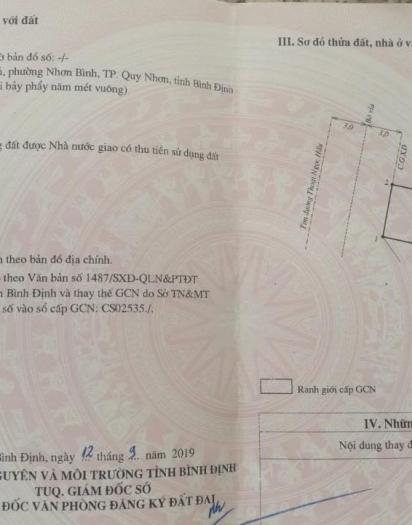 với đất
bản đồ số: -/-
phường Nhơn Bình, TP. Quy Nhơn, tỉnh Bình Định
bảy phẩy năm mét vuông)
đất được Nhà nước giao có thu tiền sử dụng đất
theo bản đồ địa chính.
theo Văn bản số 1487/SXD-QLN&PTĐT
Bình Định và thay thế GCN do Sở TN&MT
số vào sổ cấp GCN: CS02535./.
Bình Định, ngày 12 tháng 9 năm 2019
NGUYÊN VÀ MÔI TRƯỜNG TỈNH BÌNH ĐỊNH
TUQ. GIÁM ĐỐC SỞ
ĐỐC VĂN PHÒNG ĐĂNG KÝ ĐẤT ĐAI
III. Sơ đồ thửa đất, nhà ở
Bó vỉa
3,0
3,0
C.G.X.D
Tim đường Thoại Ngọc Hầu
2
1
Ranh giới cấp GCN
IV. Những
Nội dung thay